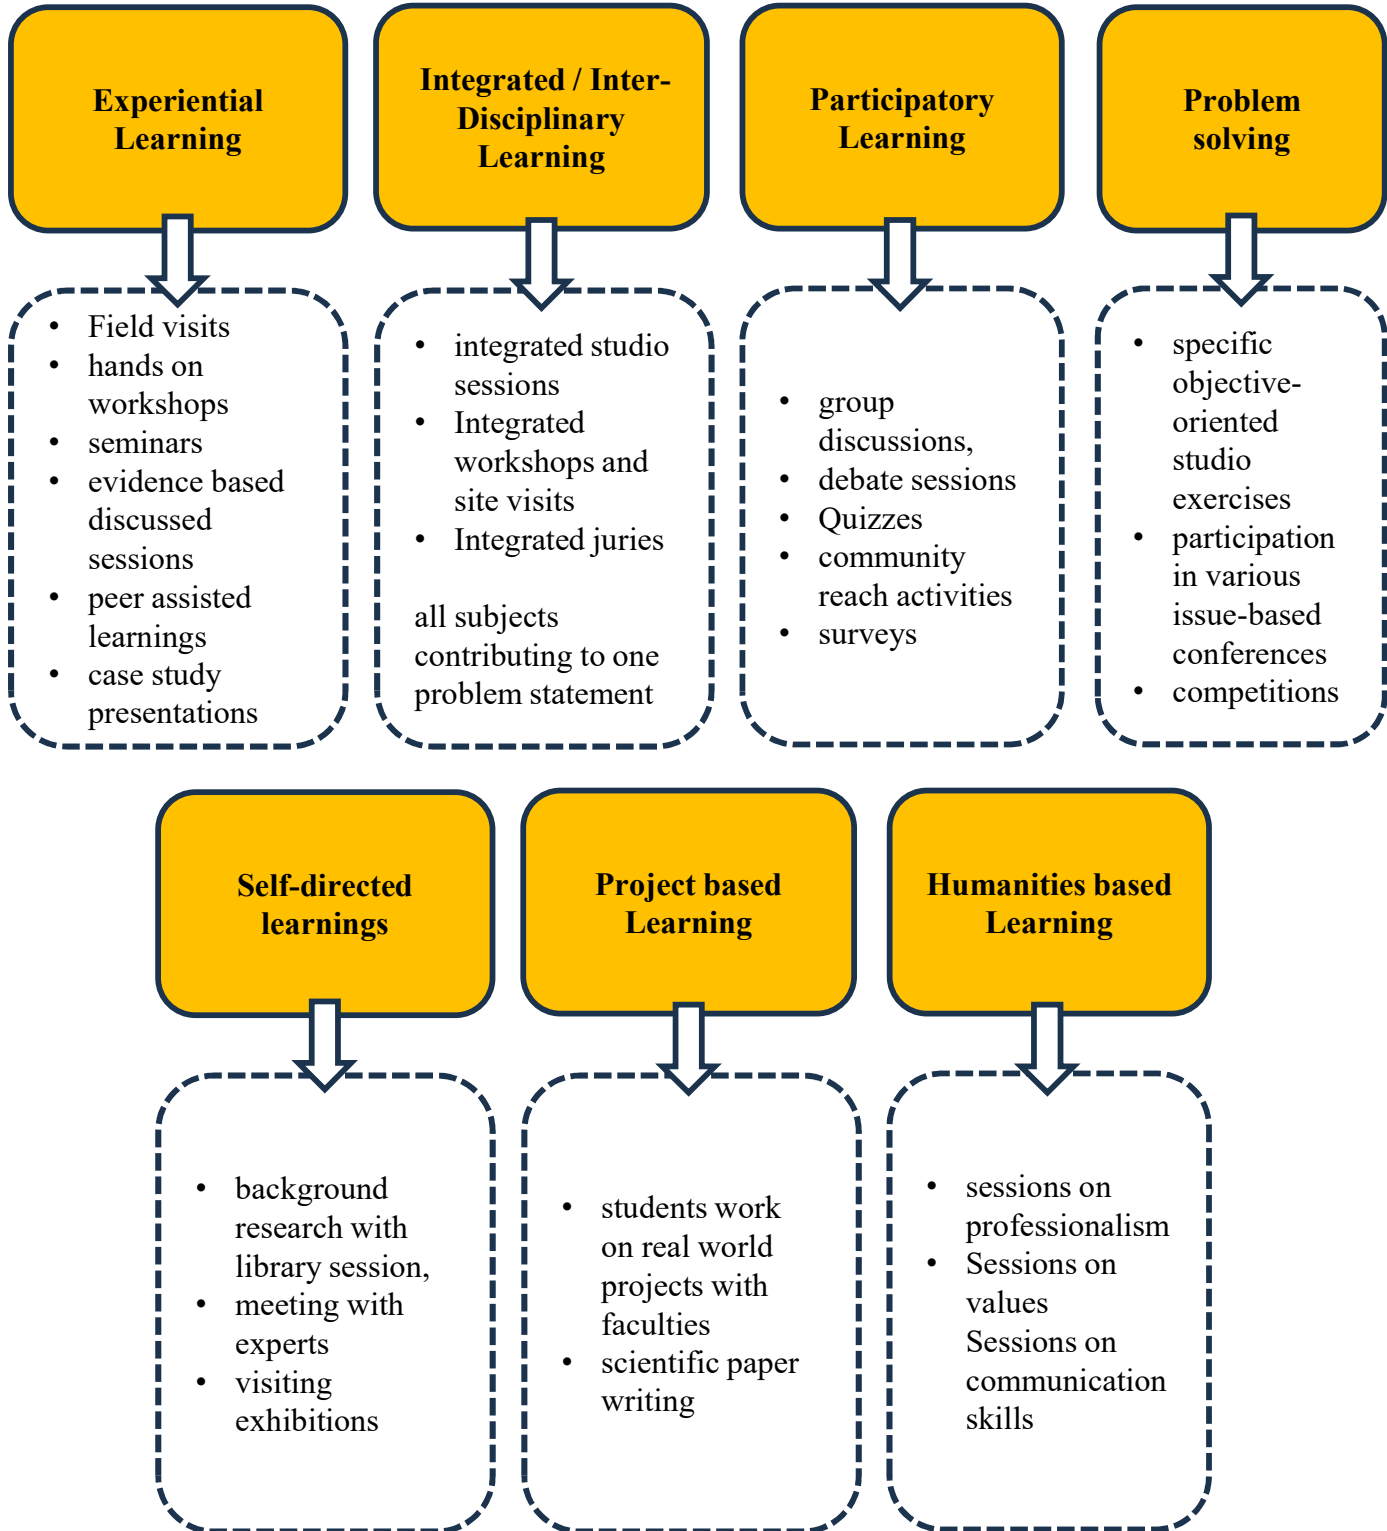 Experiential
Learning
Integrated / Inter-
Disciplinary
Learning
Participatory
Learning
Problem
solving
• Field visits
• hands on
workshops
• seminars
• evidence based
discussed
sessions
• peer assisted
learnings
• case study
presentations
• integrated studio
sessions
• Integrated
workshops and
site visits
• Integrated juries
all subjects
contributing to one
problem statement
• group
discussions,
• debate sessions
• Quizzes
• community
reach activities
• surveys
• specific
objective-
oriented
studio
exercises
• participation
in various
issue-based
conferences
• competitions
Self-directed
learnings
Project based
Learning
Humanities based
Learning
• background
research with
library session,
• meeting with
experts
• visiting
exhibitions
• students work
on real world
projects with
faculties
• scientific paper
writing
• sessions on
professionalism
• Sessions on
values
Sessions on
communication
skills